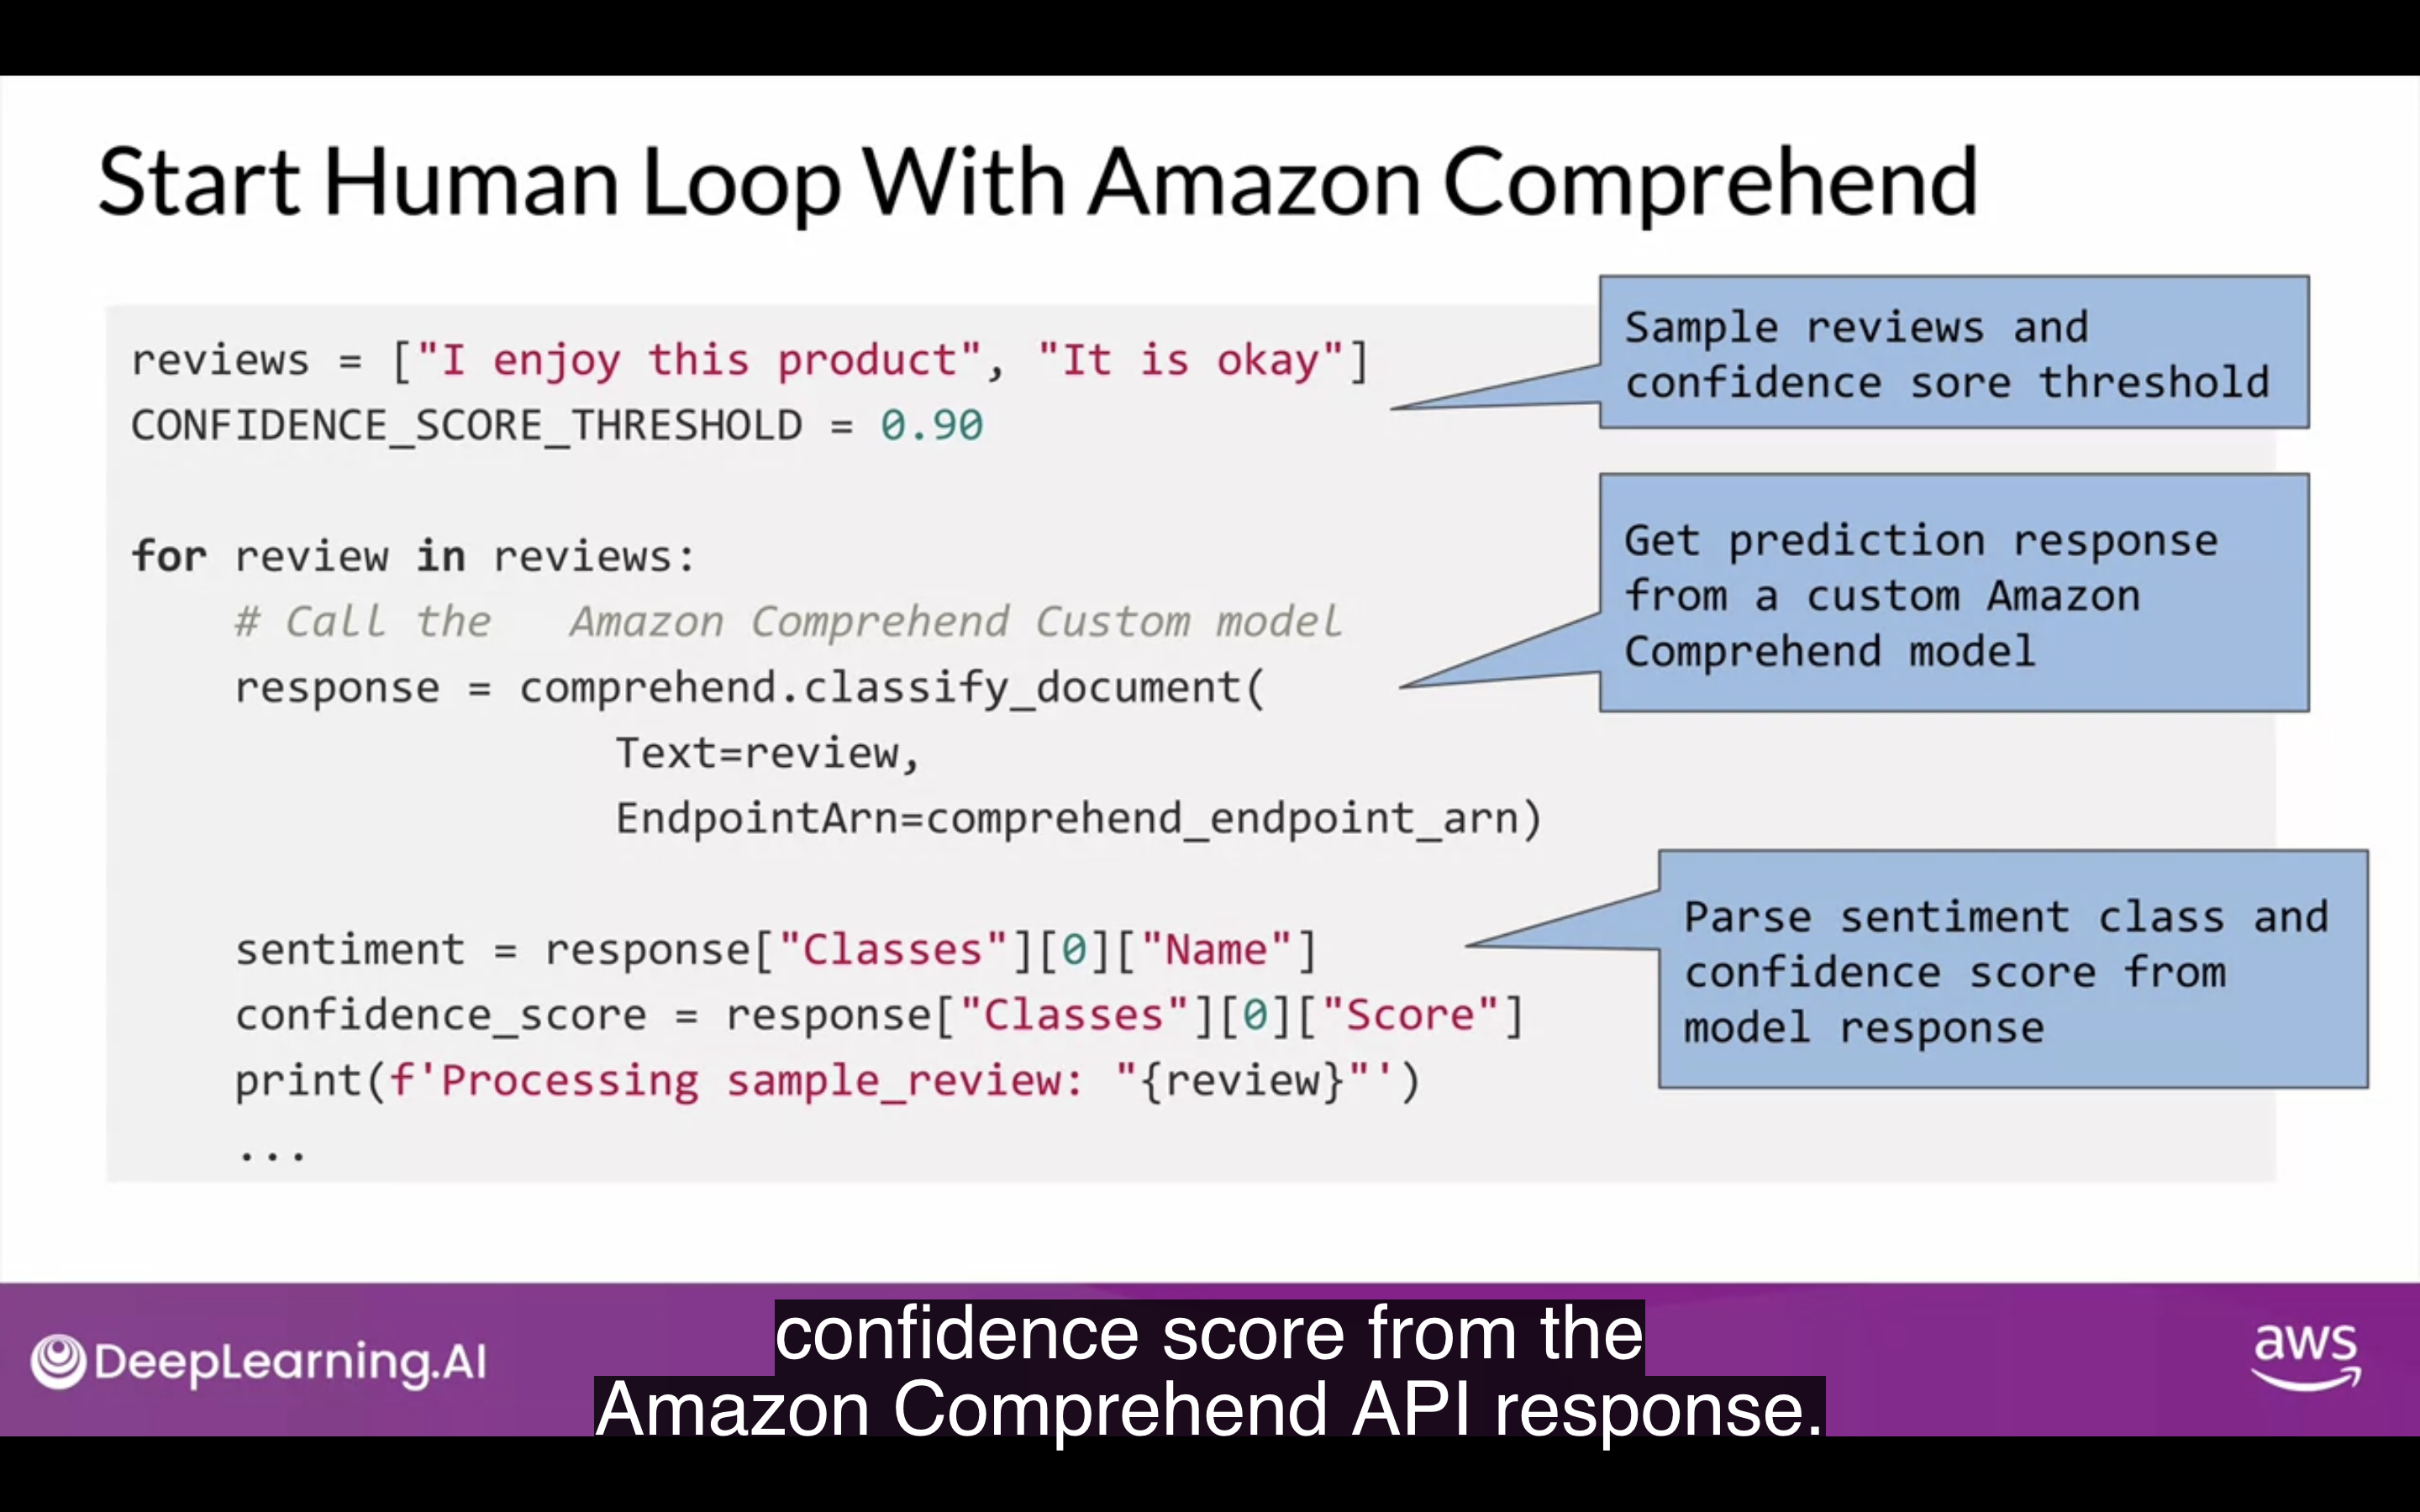 Start Human Loop With Amazon Comprehend
reviews = ["I enjoy this product", "It is okay"]
CONFIDENCE_SCORE_THRESHOLD = 0.90
for review in reviews:
# Call the   Amazon Comprehend Custom model
response = comprehend.classify_document(
Text=review,
EndpointArn=comprehend_endpoint_arn)
sentiment = response["Classes"][0]["Name"]
confidence_score = response["Classes"][0]["Score"]
print(f'Processing sample_review: "{review}"')
...
Sample reviews and
confidence sore threshold
Get prediction response
from a custom Amazon
Comprehend model
Parse sentiment class and
confidence score from
model response
DeepLearning.AI
confidence score from the
Amazon Comprehend API response.
aws